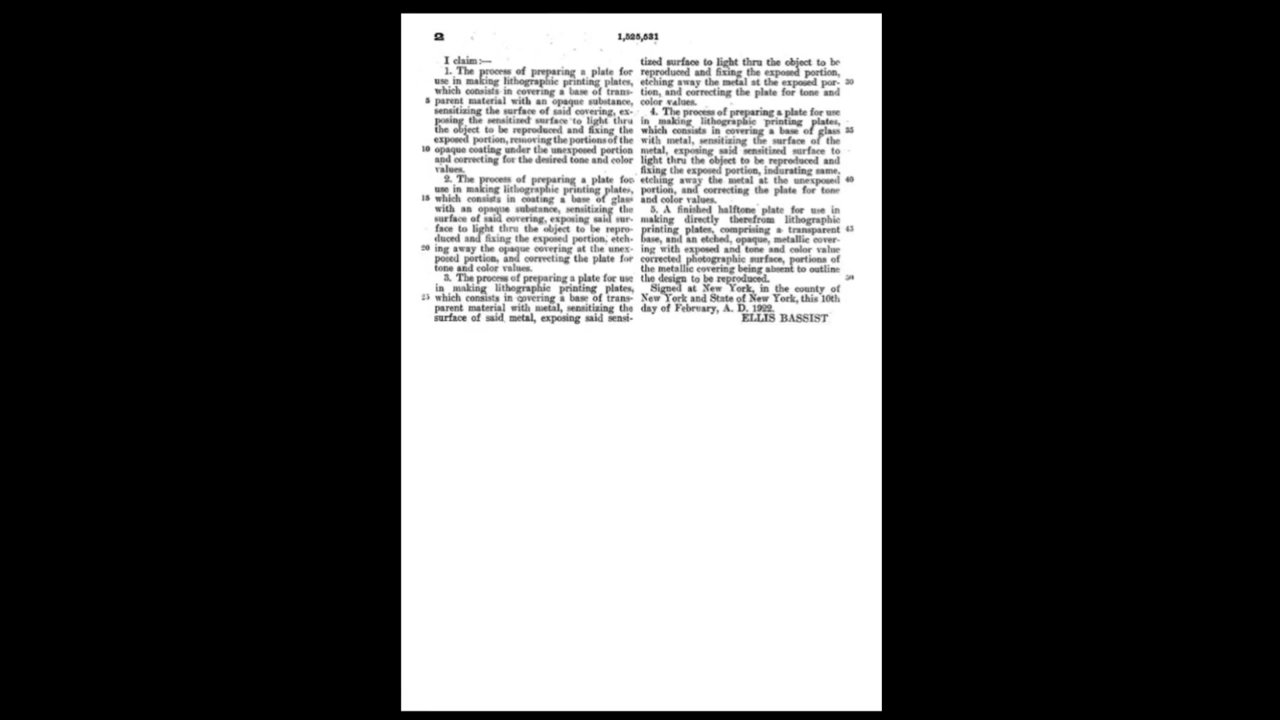 2
1,525,531
I claim:—
1. The process of preparing a plate for
use in making lithographic printing plates,
which consists in covering a base of trans-
5 parent material with an opaque substance,
sensitizing the surface of said covering, ex-
posing the sensitized surface to light thru
the object to be reproduced and fixing the
exposed portion, removing the portions of the
10 opaque coating under the unexposed portion
and correcting for the desired tone and color
values.
2. The process of preparing a plate for
use in making lithographic printing plates,
15 which consists in coating a base of glass
with an opaque substance, sensitizing the
surface of said covering, exposing said sur-
face to light thru the object to be repro-
duced and fixing the exposed portion, etch-
20 ing away the opaque covering at the unex-
posed portion, and correcting the plate for
tone and color values.
3. The process of preparing a plate for use
in making lithographic printing plates,
25 which consists in covering a base of trans-
parent material with metal, sensitizing the
surface of said metal, exposing said sensi-
tized surface to light thru the object to be
reproduced and fixing the exposed portion,
etching away the metal at the exposed por- 30
tion, and correcting the plate for tone and
color values.
4. The process of preparing a plate for use
in making lithographic printing plates,
which consists in covering a base of glass 35
with metal, sensitizing the surface of the
metal, exposing said sensitized surface to
light thru the object to be reproduced and
fixing the exposed portion, indurating same,
etching away the metal at the unexposed 40
portion, and correcting the plate for tone
and color values.
5. A finished halftone plate for use in
making directly therefrom lithographic
printing plates, comprising a transparent 45
base, and an etched, opaque, metallic cover-
ing with exposed and tone and color value
corrected photographic surface, portions of
the metallic covering being absent to outline
the design to be reproduced. 50
Signed at New York, in the county of
New York and State of New York, this 10th
day of February, A. D. 1922.
ELLIS BASSIST